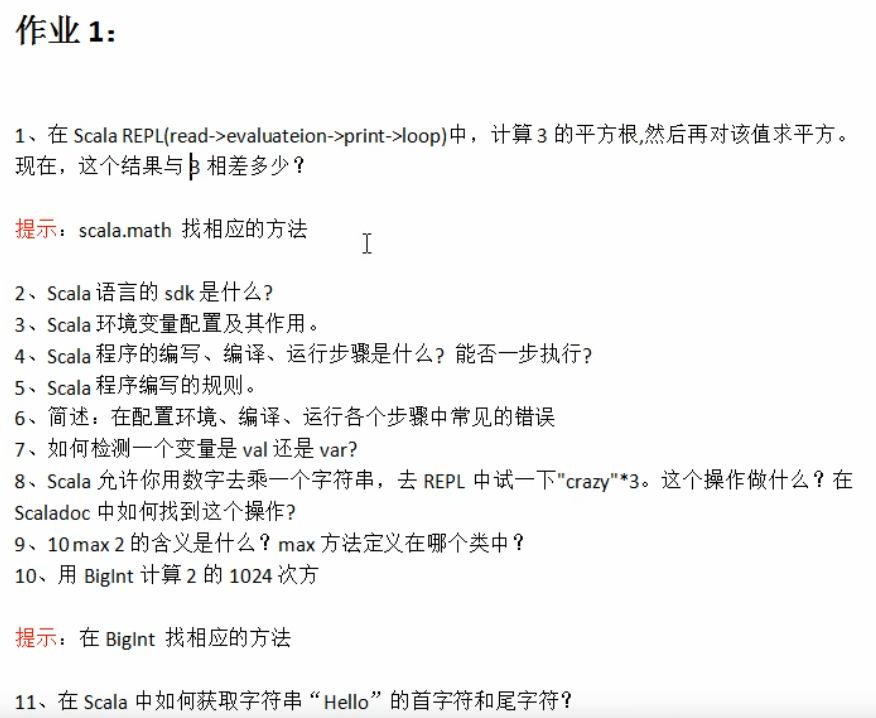 作业 1：
1、在 Scala REPL(read->evaluateion->print->loop)中，计算 3 的平方根,然后再对该值求平方。
现在，这个结果与 3 相差多少？
提示：scala.math 找相应的方法
2、Scala 语言的 sdk 是什么?
3、Scala 环境变量配置及其作用。
4、Scala 程序的编写、编译、运行步骤是什么? 能否一步执行?
5、Scala 程序编写的规则。
6、简述：在配置环境、编译、运行各个步骤中常见的错误
7、如何检测一个变量是 val 还是 var?
8、Scala 允许你用数字去乘一个字符串，去 REPL 中试一下"crazy"*3。这个操作做什么？在
Scaladoc 中如何找到这个操作?
9、10 max 2 的含义是什么？max 方法定义在哪个类中？
10、用 BigInt 计算 2 的 1024 次方
提示：在 BigInt 找相应的方法
11、在 Scala 中如何获取字符串“Hello”的首字符和尾字符？